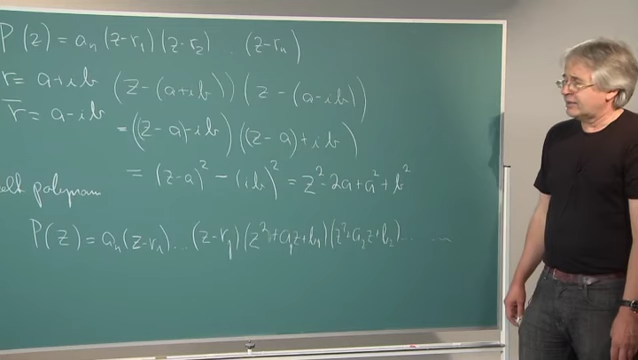 P(z) = aₙ(z-r₁)(z-r₂) ... (z-rₙ)
r = a+ib (z-(a+ib))(z-(a-ib))
r̄ = a-ib = ((z-a)-ib)((z-a)+ib)
= (z-a)² - (ib)² = z²-2a+a²+b²
polynom
P(z) = aₙ(z-r₁)...(z-rⱼ)(z²+a₁z+b₁)(z²+a₂z+b₂)... ...